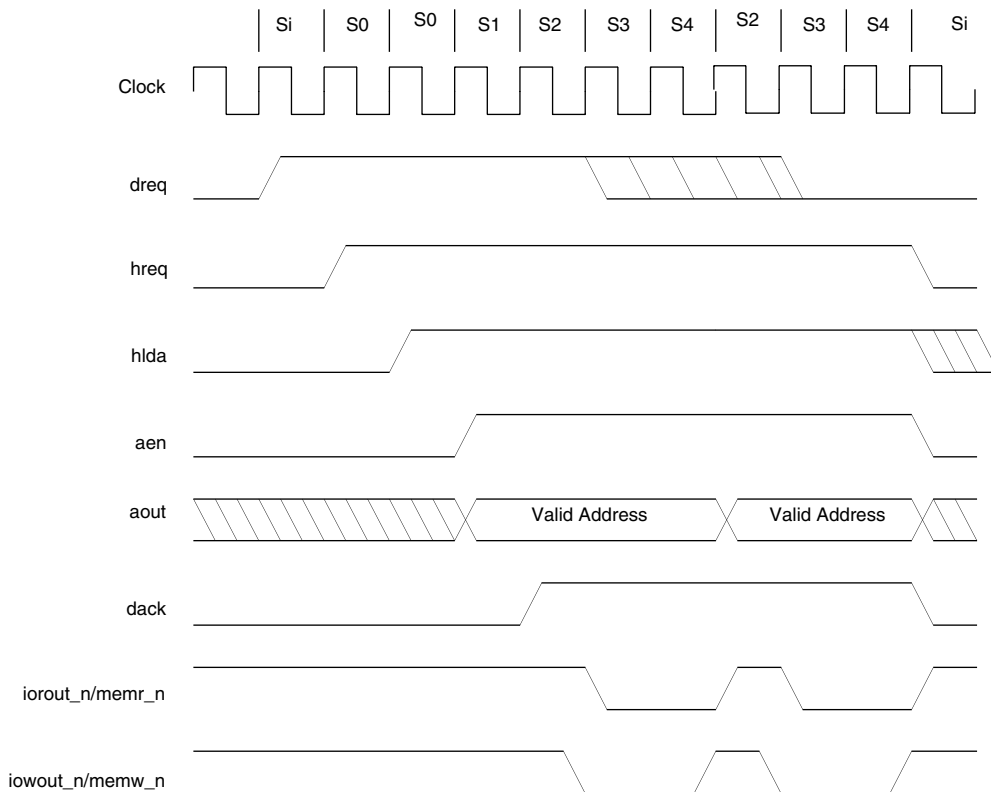 Si S0 S0 S1 S2 S3 S4 S2 S3 S4 Si
Clock
dreq
hreq
hlda
aen
aout Valid Address Valid Address
dack
iorout_n/memr_n
iowout_n/memw_n